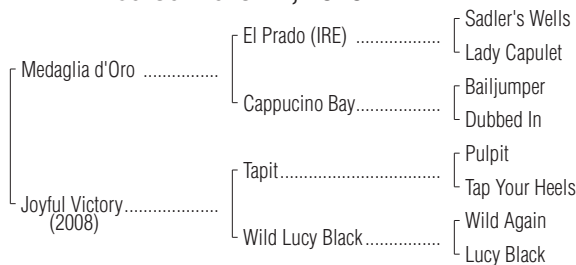 Sadler's Wells
El Prado (IRE) ..................
Lady Capulet
Medaglia d'Oro ................
Bailjumper
Cappucino Bay..................
Dubbed In
Pulpit
Tapit..................................
Tap Your Heels
Joyful Victory....................
(2008)
Wild Again
Wild Lucy Black................
Lucy Black